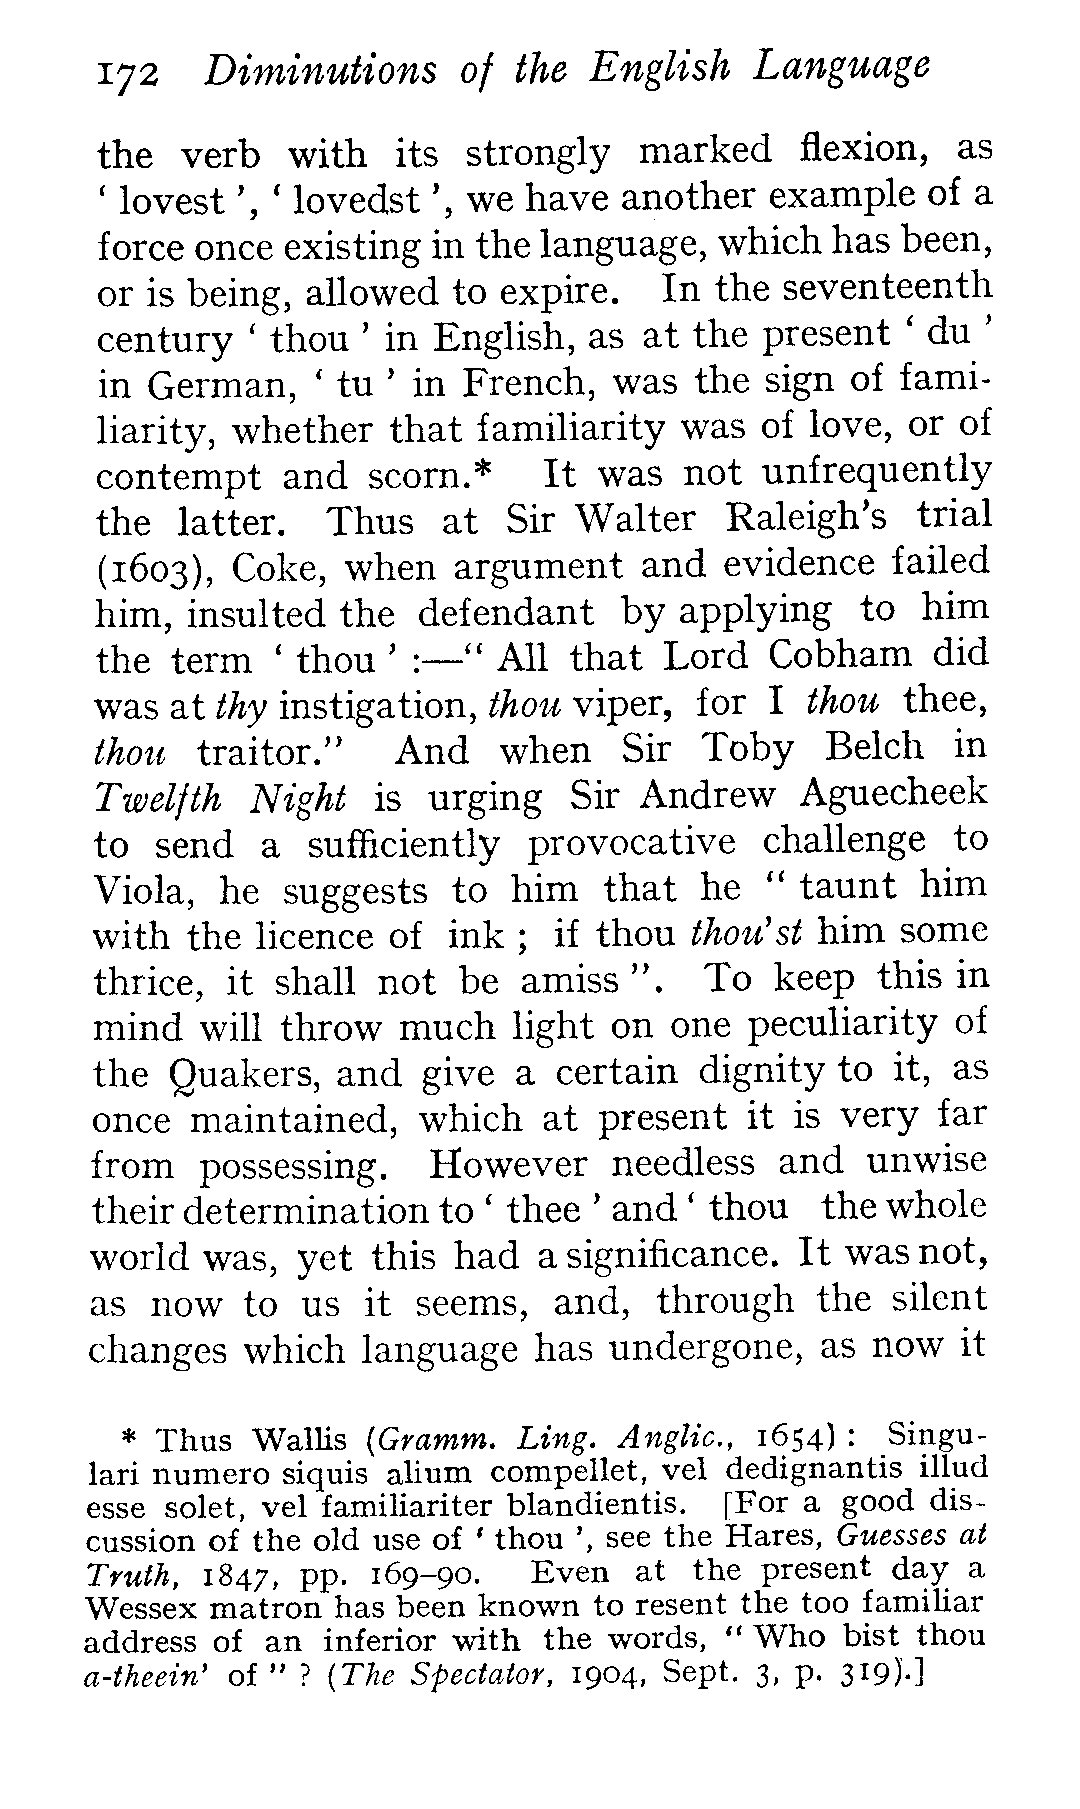 172 Diminutions of the English Language
the verb with its strongly marked flexion, as
‘ lovest ’, ‘ lovedst ’, we have another example of a
force once existing in the language, which has been,
or is being, allowed to expire. In the seventeenth
century ‘ thou ’ in English, as at the present ‘ du ’
in German, ‘ tu ’ in French, was the sign of fami-
liarity, whether that familiarity was of love, or of
contempt and scorn.* It was not unfrequently
the latter. Thus at Sir Walter Raleigh's trial
(1603), Coke, when argument and evidence failed
him, insulted the defendant by applying to him
the term ‘ thou ’ :—“ All that Lord Cobham did
was at thy instigation, thou viper, for I thou thee,
thou traitor.” And when Sir Toby Belch in
Twelfth Night is urging Sir Andrew Aguecheek
to send a sufficiently provocative challenge to
Viola, he suggests to him that he “ taunt him
with the licence of ink ; if thou thou'st him some
thrice, it shall not be amiss ”. To keep this in
mind will throw much light on one peculiarity of
the Quakers, and give a certain dignity to it, as
once maintained, which at present it is very far
from possessing. However needless and unwise
their determination to ‘ thee ’ and ‘ thou the whole
world was, yet this had a significance. It was not,
as now to us it seems, and, through the silent
changes which language has undergone, as now it
* Thus Wallis (Gramm. Ling. Anglic., 1654) : Singu-
lari numero siquis alium compellet, vel dedignantis illud
esse solet, vel familiariter blandientis. [For a good dis-
cussion of the old use of ‘ thou ’, see the Hares, Guesses at
Truth, 1847, pp. 169–90. Even at the present day a
Wessex matron has been known to resent the too familiar
address of an inferior with the words, “ Who bist thou
a-theein' of ” ? (The Spectator, 1904, Sept. 3, p. 319).]